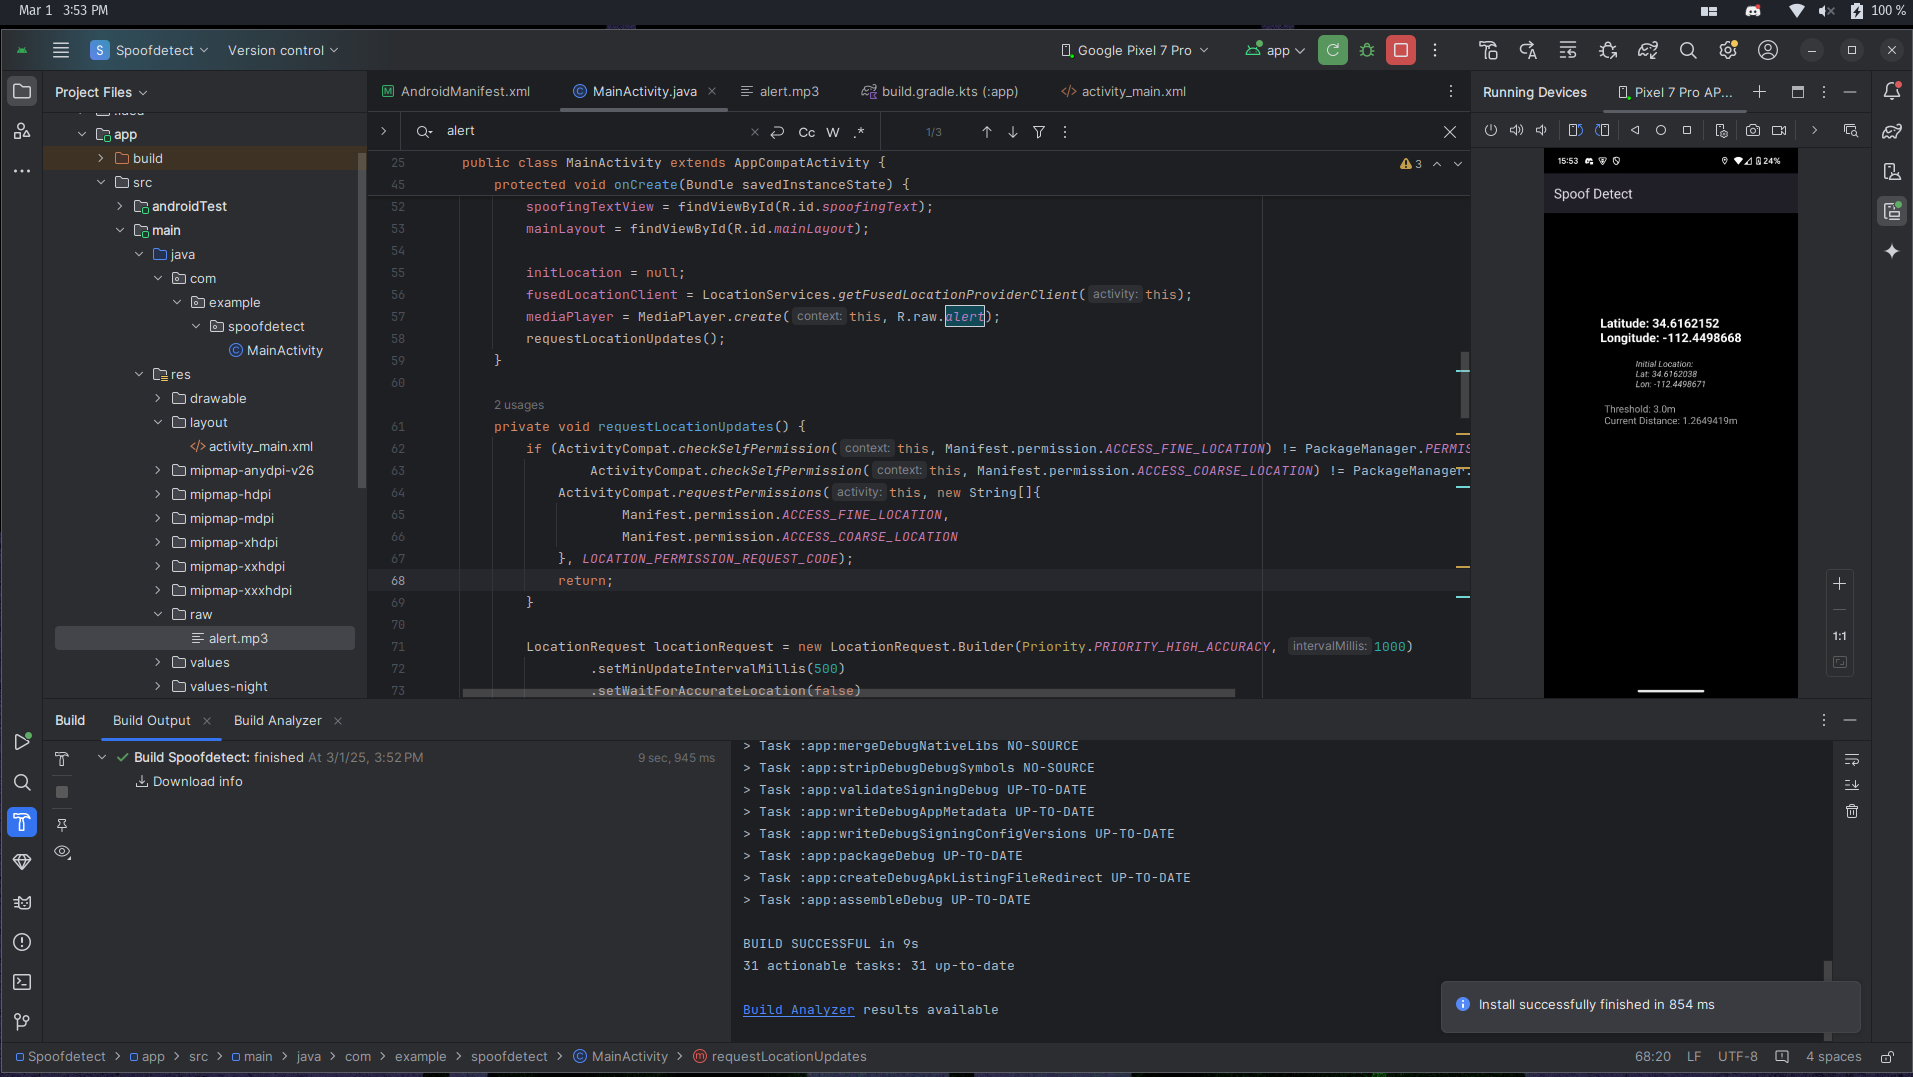 Mar 1 3:53 PM
100 %
S Spoofdetect
Version control
Google Pixel 7 Pro
app
Project Files
app
build
src
androidTest
main
java
com
example
spoofdetect
MainActivity
res
drawable
layout
activity_main.xml
mipmap-anydpi-v26
mipmap-hdpi
mipmap-mdpi
mipmap-xhdpi
mipmap-xxhdpi
mipmap-xxxhdpi
raw
alert.mp3
values
values-night
AndroidManifest.xml
MainActivity.java
alert.mp3
build.gradle.kts (:app)
activity_main.xml
alert
Cc W .*
1/3
3
25 public class MainActivity extends AppCompatActivity {
45 protected void onCreate(Bundle savedInstanceState) {
52 spoofingTextView = findViewById(R.id.spoofingText);
53 mainLayout = findViewById(R.id.mainLayout);
54
55 initLocation = null;
56 fusedLocationClient = LocationServices.getFusedLocationProviderClient( activity: this);
57 mediaPlayer = MediaPlayer.create( context: this, R.raw.alert);
58 requestLocationUpdates();
59 }
60
2 usages
61 private void requestLocationUpdates() {
62 if (ActivityCompat.checkSelfPermission( context: this, Manifest.permission.ACCESS_FINE_LOCATION) != PackageManager.PERMIS
63 ActivityCompat.checkSelfPermission( context: this, Manifest.permission.ACCESS_COARSE_LOCATION) != PackageManager.
64 ActivityCompat.requestPermissions( activity: this, new String[]{
65 Manifest.permission.ACCESS_FINE_LOCATION,
66 Manifest.permission.ACCESS_COARSE_LOCATION
67 }, LOCATION_PERMISSION_REQUEST_CODE);
68 return;
69 }
70
71 LocationRequest locationRequest = new LocationRequest.Builder(Priority.PRIORITY_HIGH_ACCURACY, intervalMillis: 1000)
72 .setMinUpdateIntervalMillis(500)
73 .setWaitForAccurateLocation(false)
Running Devices
Pixel 7 Pro AP...
15:53
24%
Spoof Detect
Latitude: 34.6162152
Longitude: -112.4498668
Initial Location:
Lat: 34.6162038
Lon: -112.4498671
Threshold: 3.0m
Current Distance: 1.2649419m
1:1
Build
Build Output
Build Analyzer
Build Spoofdetect: finished At 3/1/25, 3:52 PM
9 sec, 945 ms
Download info
> Task :app:mergeDebugNativeLibs NO-SOURCE
> Task :app:stripDebugDebugSymbols NO-SOURCE
> Task :app:validateSigningDebug UP-TO-DATE
> Task :app:writeDebugAppMetadata UP-TO-DATE
> Task :app:writeDebugSigningConfigVersions UP-TO-DATE
> Task :app:packageDebug UP-TO-DATE
> Task :app:createDebugApkListingFileRedirect UP-TO-DATE
> Task :app:assembleDebug UP-TO-DATE
BUILD SUCCESSFUL in 9s
31 actionable tasks: 31 up-to-date
Build Analyzer results available
Install successfully finished in 854 ms
Spoofdetect > app > src > main > java > com > example > spoofdetect > MainActivity > requestLocationUpdates
68:20 LF UTF-8 4 spaces